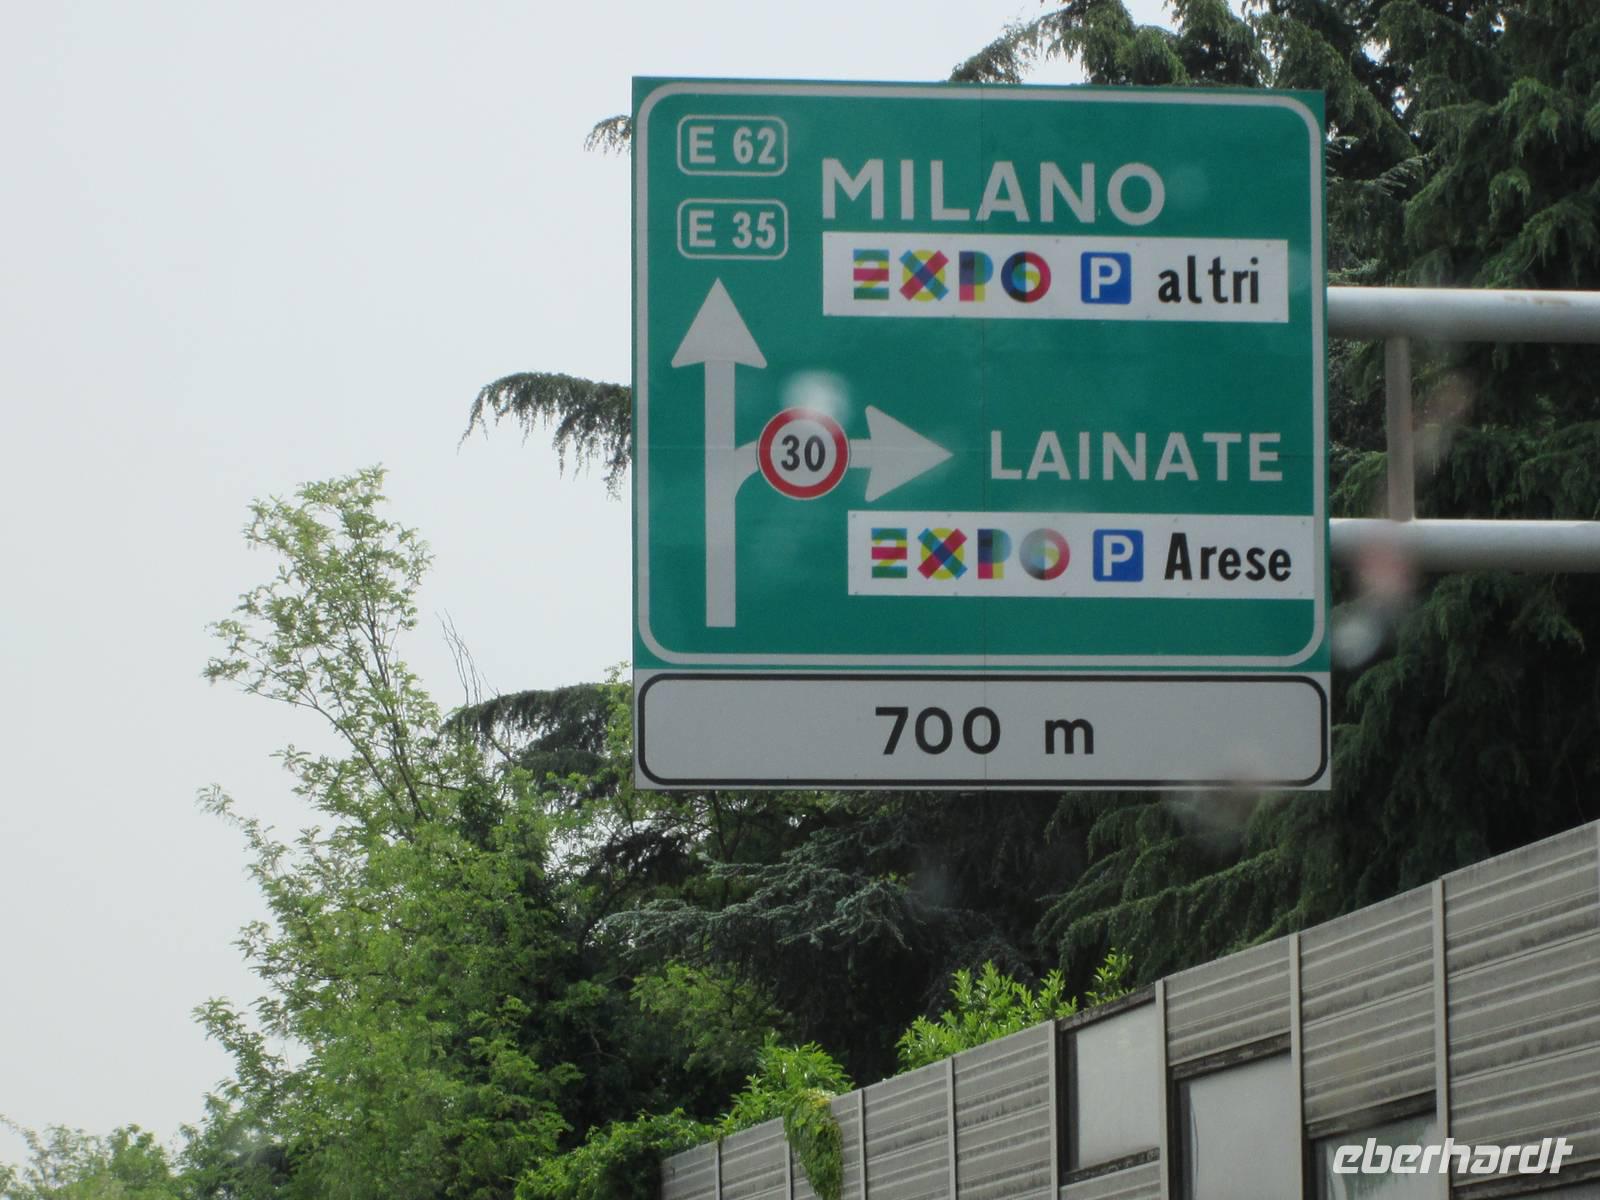 E 62
MILANO
E 35
EXPO P altri
30
LAINATE
EXPO P Arese
700 m
eberhardt